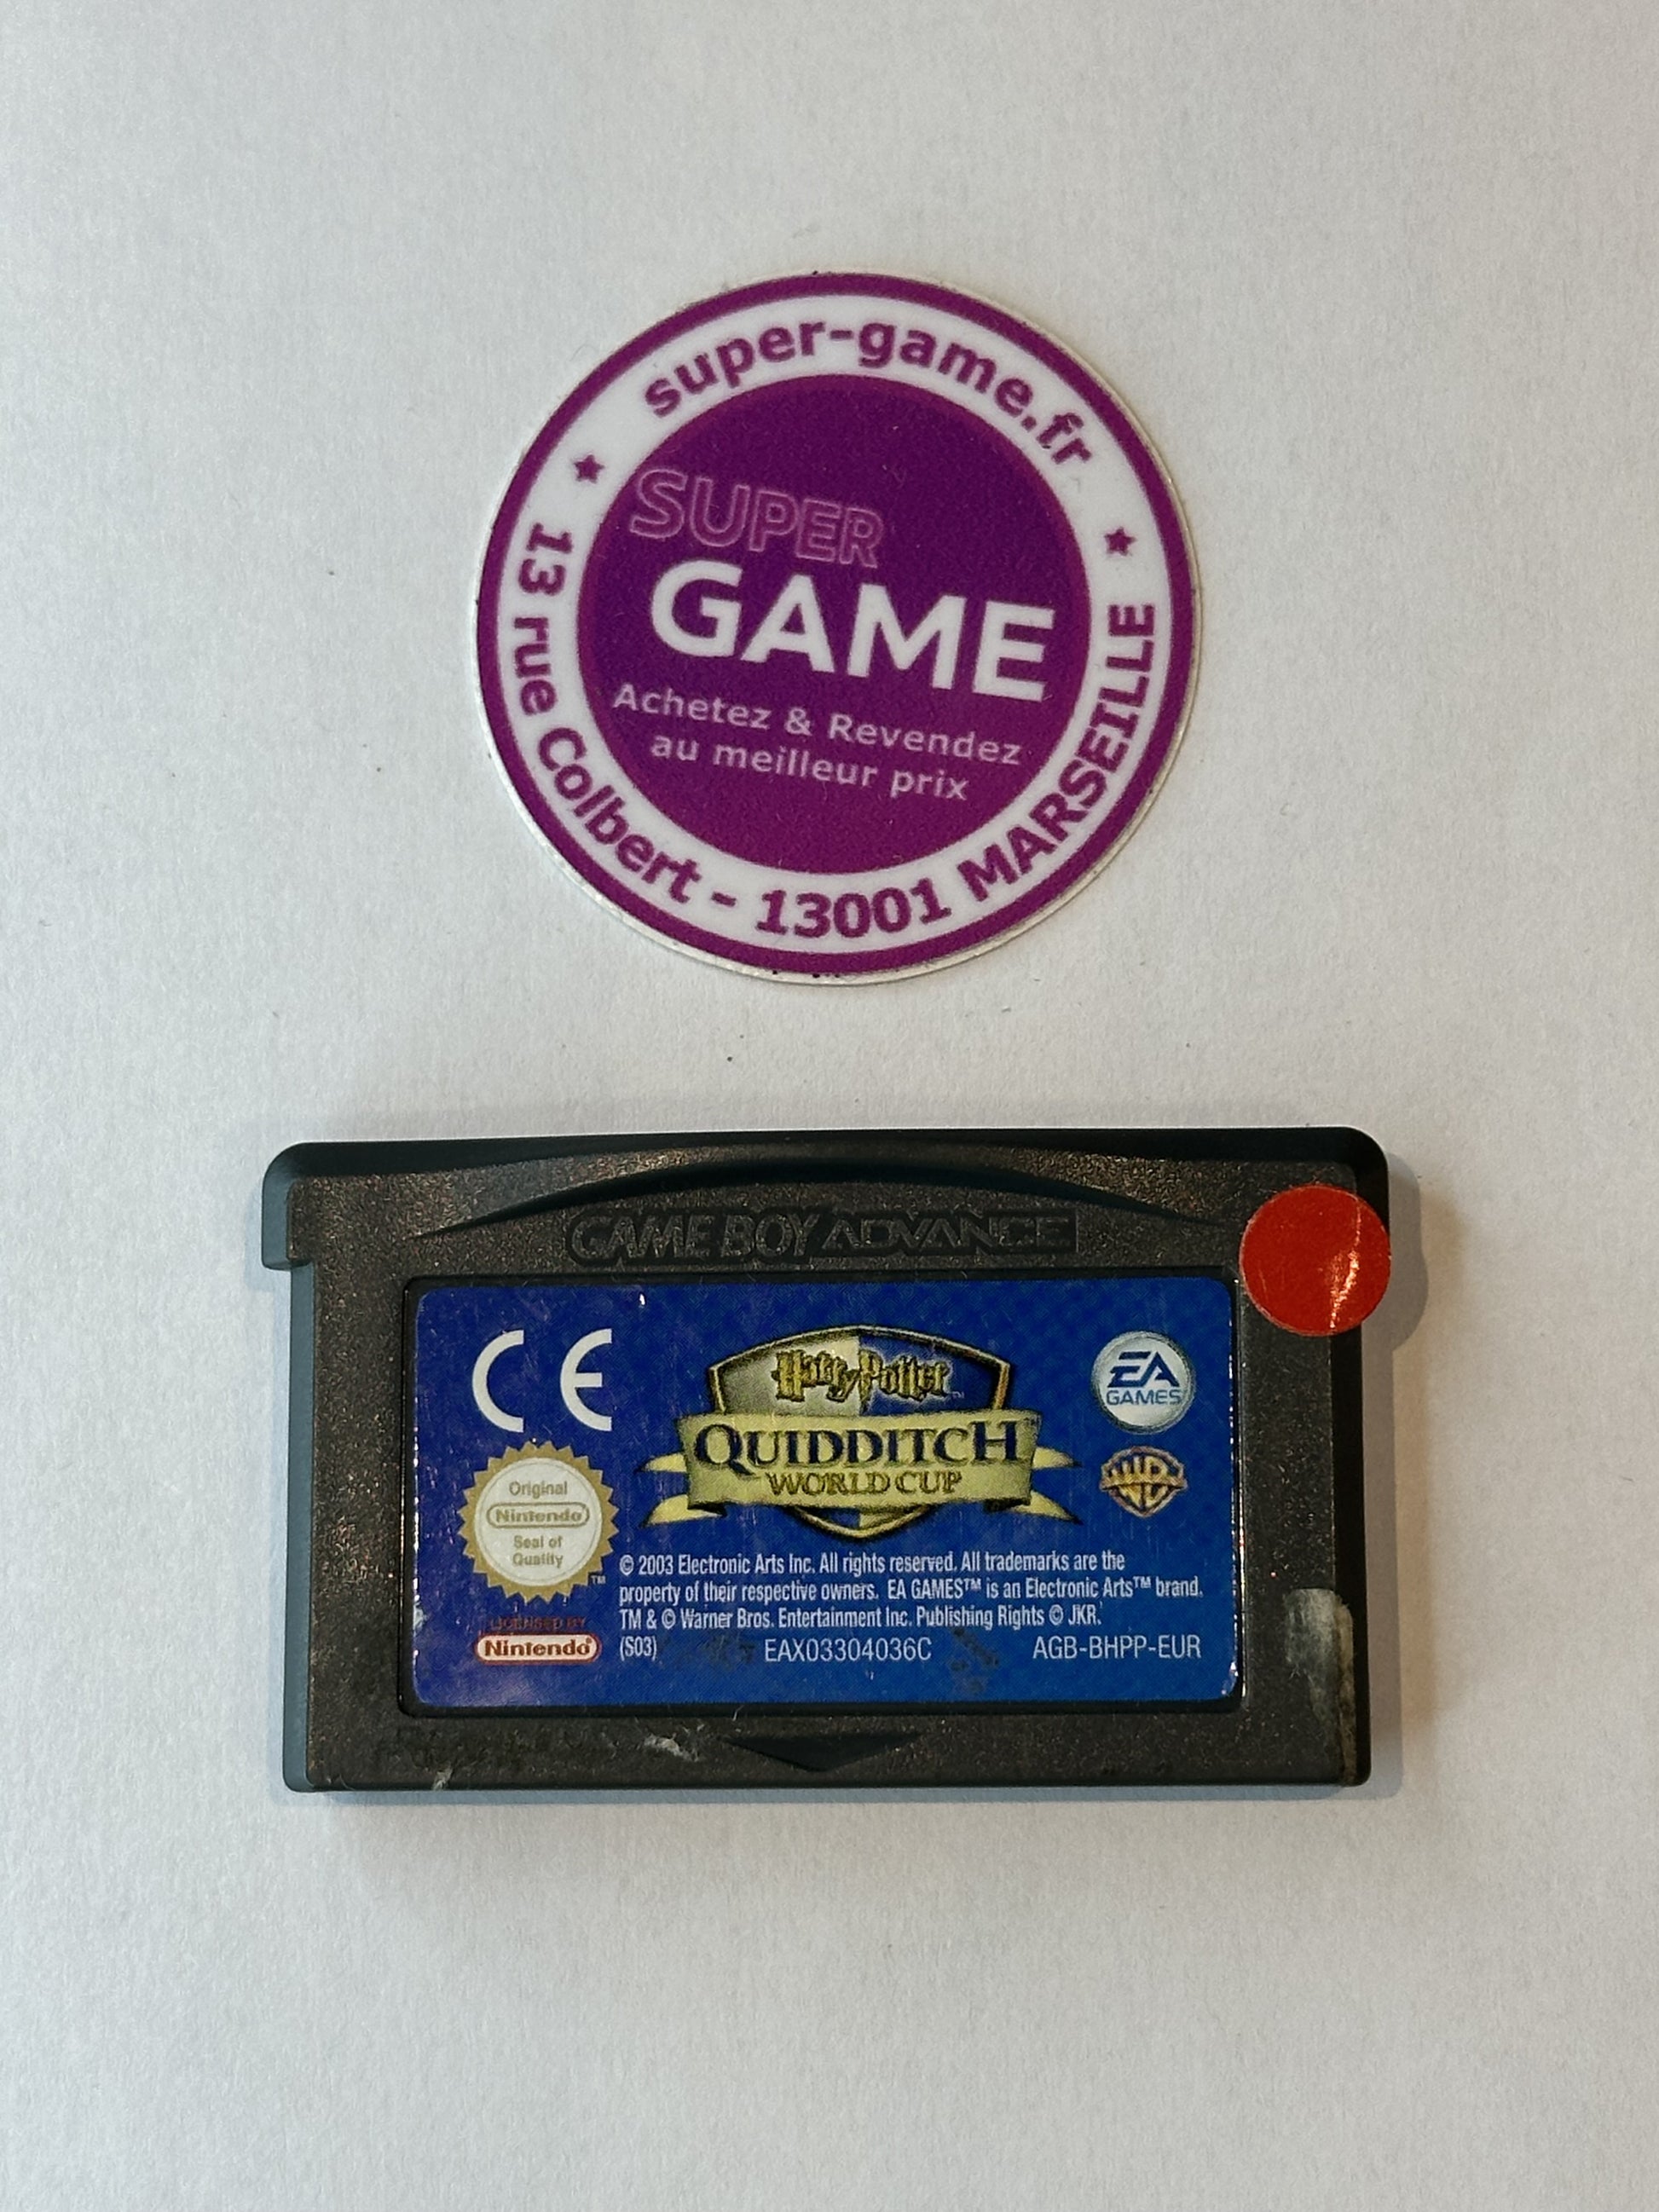 super-game.fr
SUPER
GAME
Achetez & Revendez
au meilleur prix
13 rue Colbert - 13001 MARSEILLE
GAME BOY ADVANCE
CE
Harry Potter™
QUIDDITCH
WORLD CUP
EA
GAMES
WB
Original
Nintendo
Seal of
Quality
TM
© 2003 Electronic Arts Inc. All rights reserved. All trademarks are the
property of their respective owners. EA GAMES™ is an Electronic Arts™ brand.
TM & © Warner Bros. Entertainment Inc. Publishing Rights © JKR.
LICENSED BY
Nintendo®
(S03) EAX03304036C AGB-BHPP-EUR